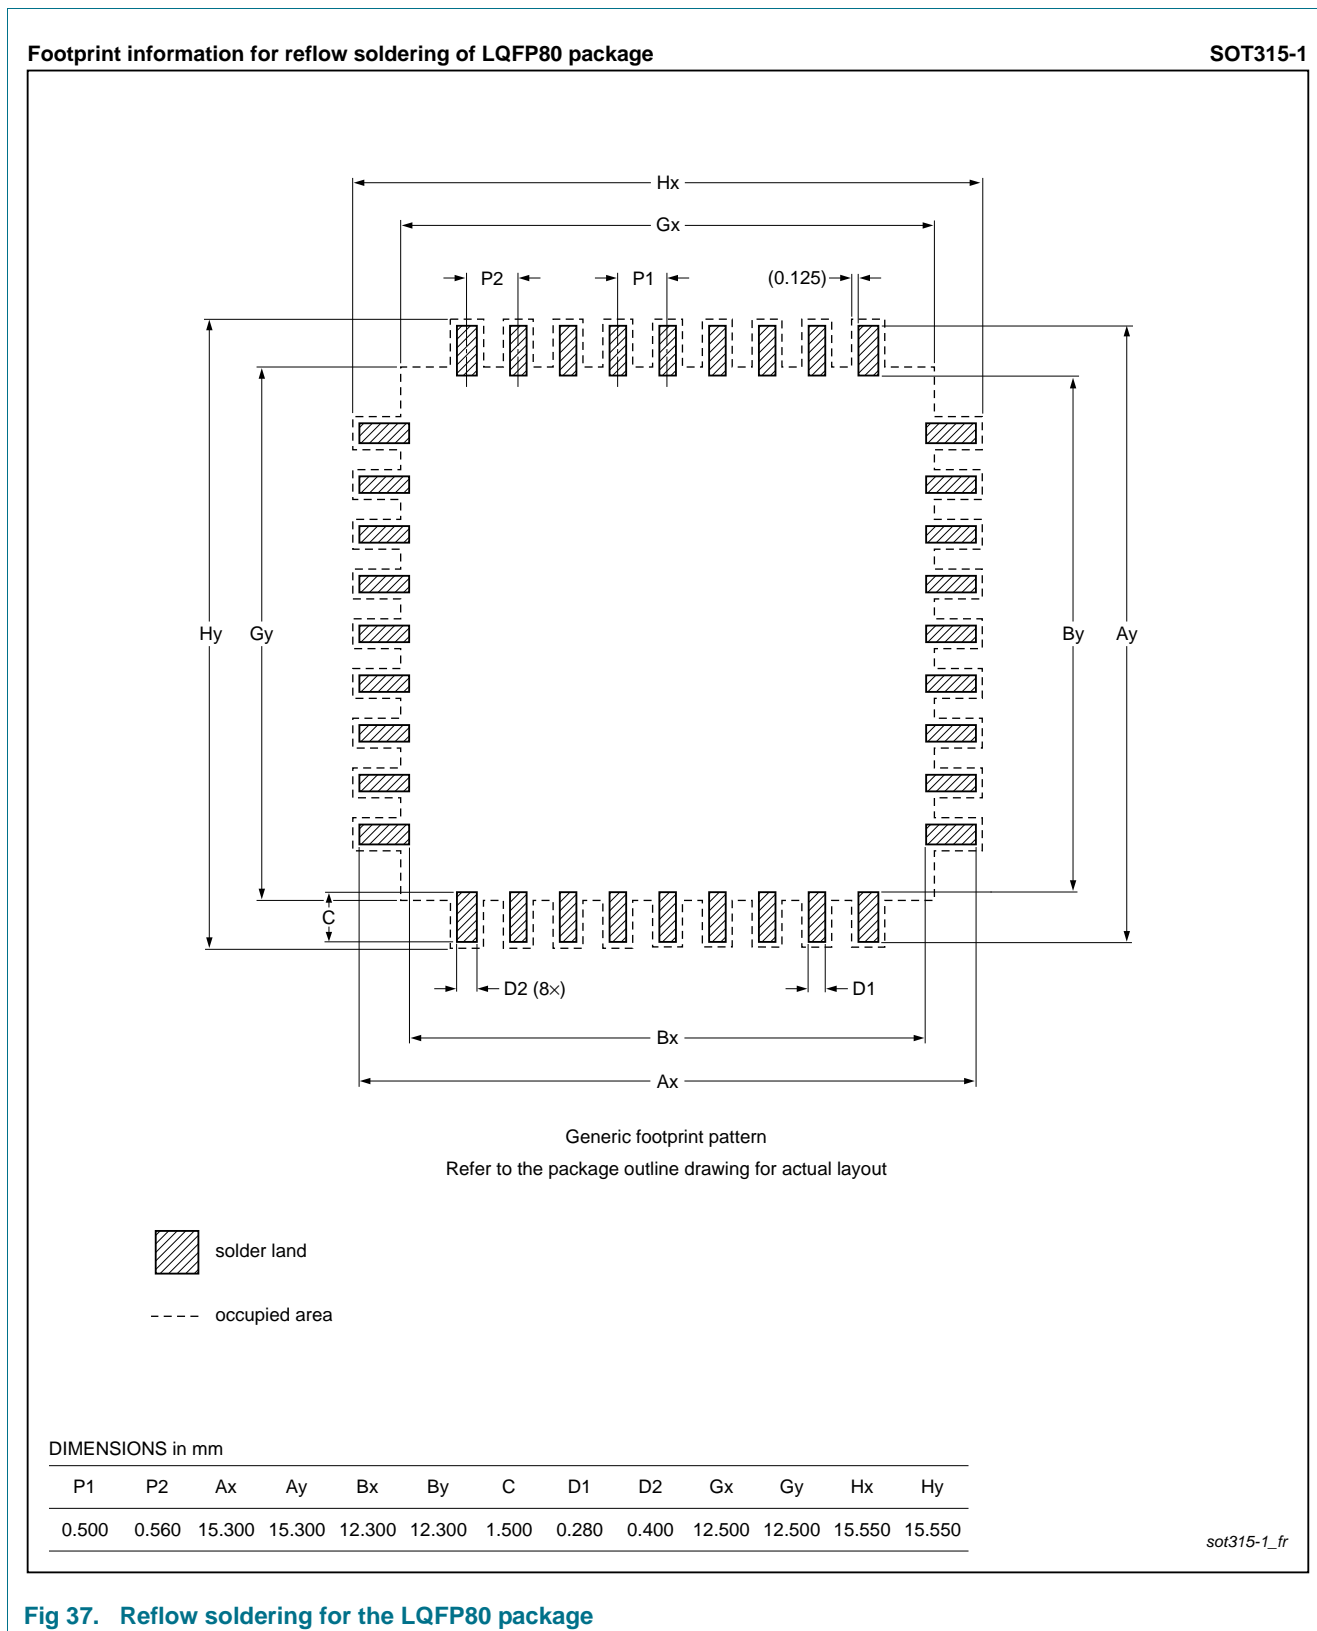 Footprint information for reflow soldering of LQFP80 package SOT315-1
Hx
Gx
P2 P1 (0.125)
Hy Gy By Ay
C
D2 (8×) D1
Bx
Ax
Generic footprint pattern
Refer to the package outline drawing for actual layout
solder land
occupied area
DIMENSIONS in mm
P1 P2 Ax Ay Bx By C D1 D2 Gx Gy Hx Hy
0.500 0.560 15.300 15.300 12.300 12.300 1.500 0.280 0.400 12.500 12.500 15.550 15.550
sot315-1_fr
Fig 37. Reflow soldering for the LQFP80 package